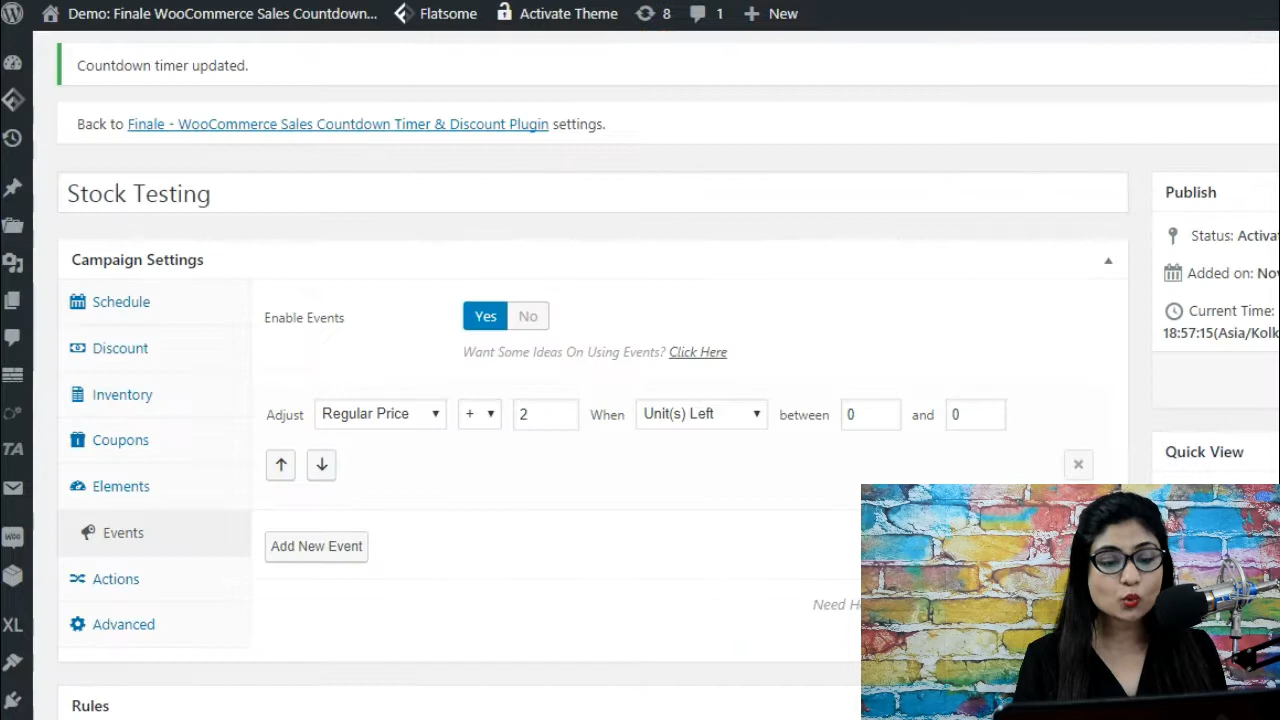 Demo: Finale WooCommerce Sales Countdown... Flatsome Activate Theme 8 1 New
Countdown timer updated.
Back to Finale - WooCommerce Sales Countdown Timer & Discount Plugin settings.
Stock Testing
Publish
Status: Activa
Campaign Settings
Added on: Nov
Schedule
Enable Events Yes No
Current Time:
18:57:15(Asia/Kolk
Discount
Want Some Ideas On Using Events? Click Here
Inventory
Adjust Regular Price + 2 When Unit(s) Left between 0 and 0
Coupons
Quick View
TA
Elements
Events
Woo
Add New Event
Actions
Need H
Advanced
XL
Rules